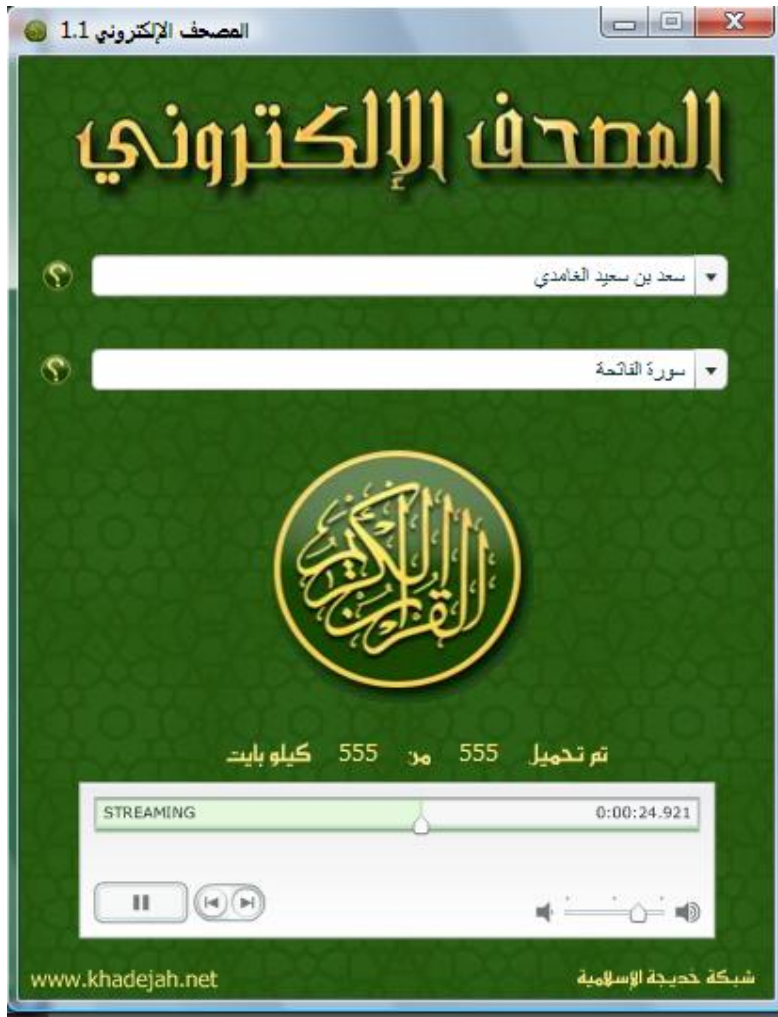 المصحف الإلكتروني 1.1
المصحف الإلكتروني
سعد بن سعيد الغامدي
؟
سورة الفاتحة
؟
القرآن الكريم
تم تحميل 555 من 555 كيلو بايت
STREAMING 0:00:24.921
www.khadejah.net شبكة خديجة الإسلامية